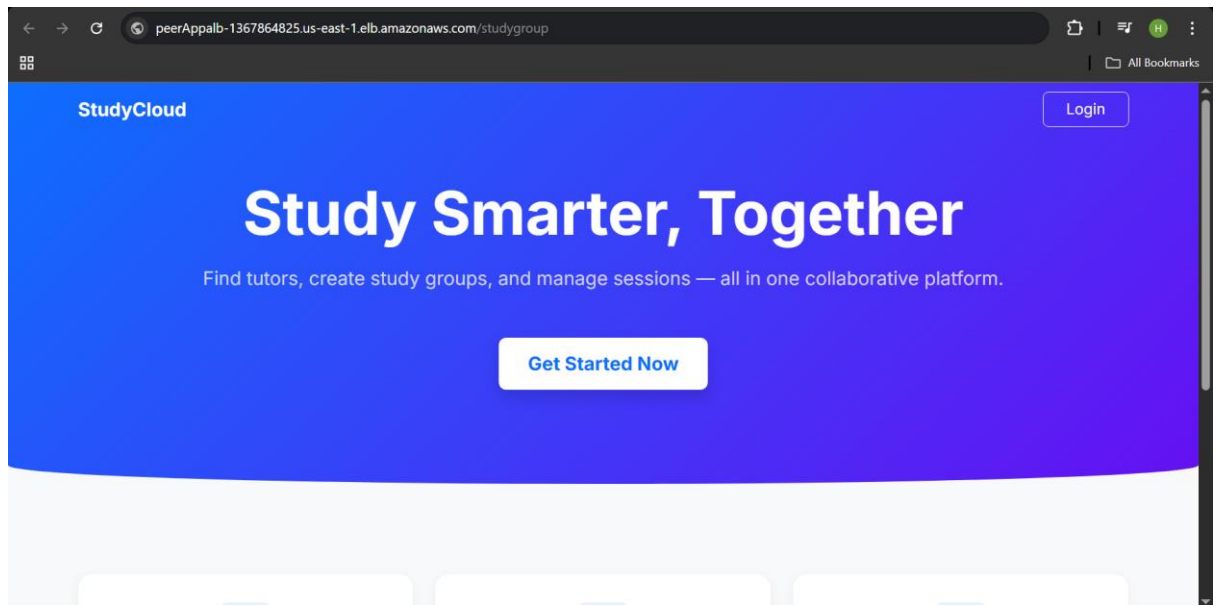 peerAppalb-1367864825.us-east-1.elb.amazonaws.com/studygroup
H
All Bookmarks
StudyCloud
Login
Study Smarter, Together
Find tutors, create study groups, and manage sessions — all in one collaborative platform.
Get Started Now